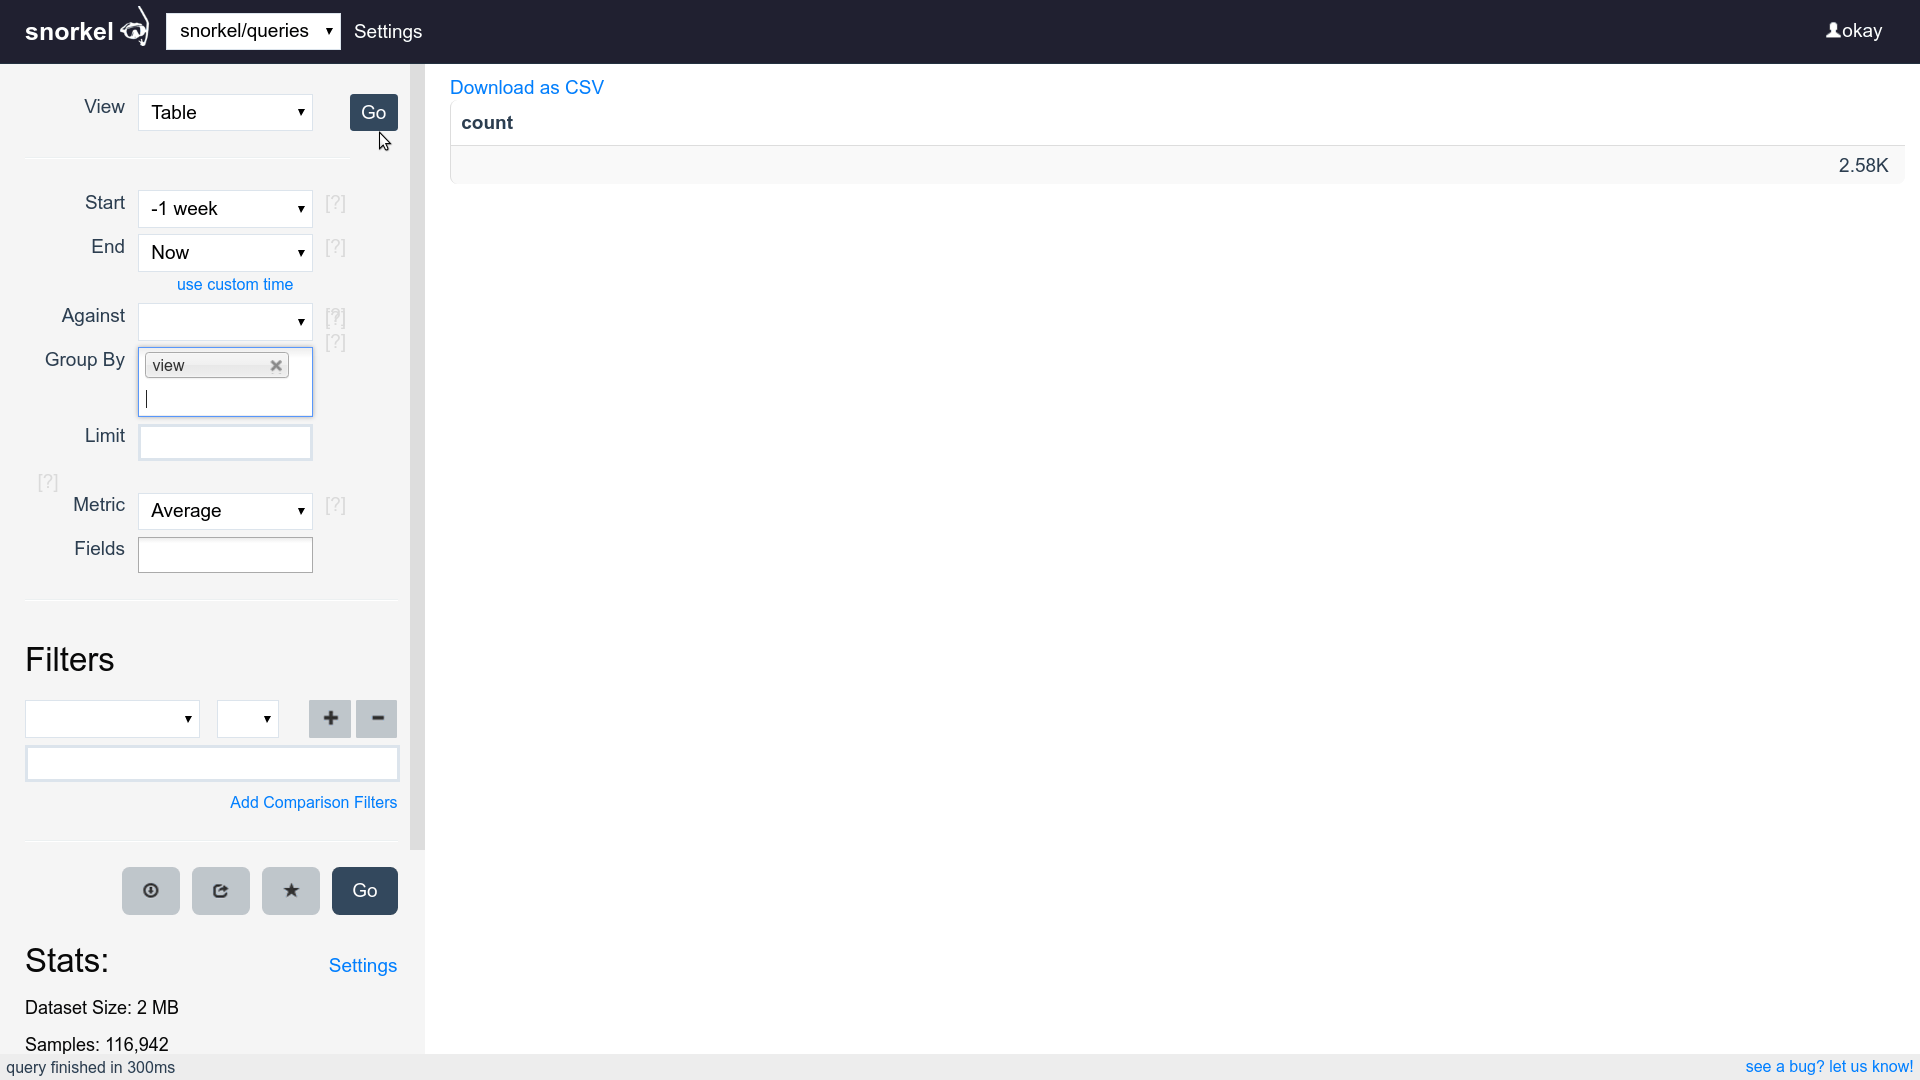 snorkel
snorkel/queries
Settings
okay
View
Table
Go
Start
-1 week
[?]
End
Now
[?]
use custom time
Against
[?]
[?]
Group By
view
Limit
[?]
Metric
Average
[?]
Fields
Filters
Add Comparison Filters
Go
Stats:
Settings
Dataset Size: 2 MB
Samples: 116,942
query finished in 300ms
Download as CSV
count
2.58K
see a bug? let us know!